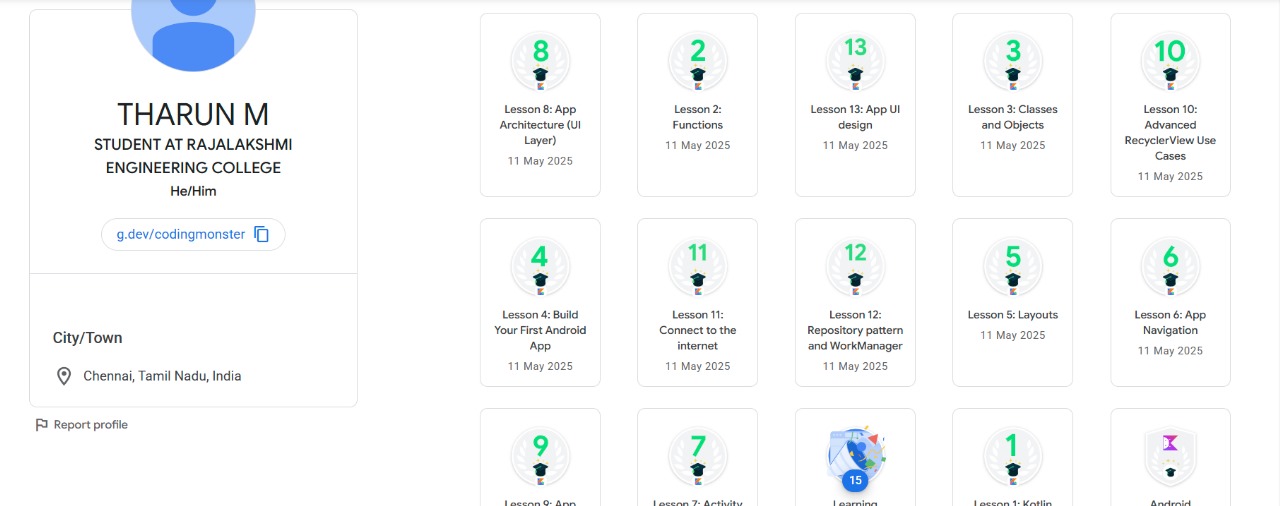 THARUN M
STUDENT AT RAJALAKSHMI
ENGINEERING COLLEGE
He/Him
g.dev/codingmonster
City/Town
Chennai, Tamil Nadu, India
Report profile
8
Lesson 8: App
Architecture (UI
Layer)
11 May 2025
2
Lesson 2:
Functions
11 May 2025
13
Lesson 13: App UI
design
11 May 2025
3
Lesson 3: Classes
and Objects
11 May 2025
10
Lesson 10:
Advanced
RecyclerView Use
Cases
11 May 2025
4
Lesson 4: Build
Your First Android
App
11 May 2025
11
Lesson 11:
Connect to the
internet
11 May 2025
12
Lesson 12:
Repository pattern
and WorkManager
11 May 2025
5
Lesson 5: Layouts
11 May 2025
6
Lesson 6: App
Navigation
11 May 2025
9
Lesson 9: App
7
Lesson 7: Activity
15
Learning
1
Lesson 1: Kotlin
Android